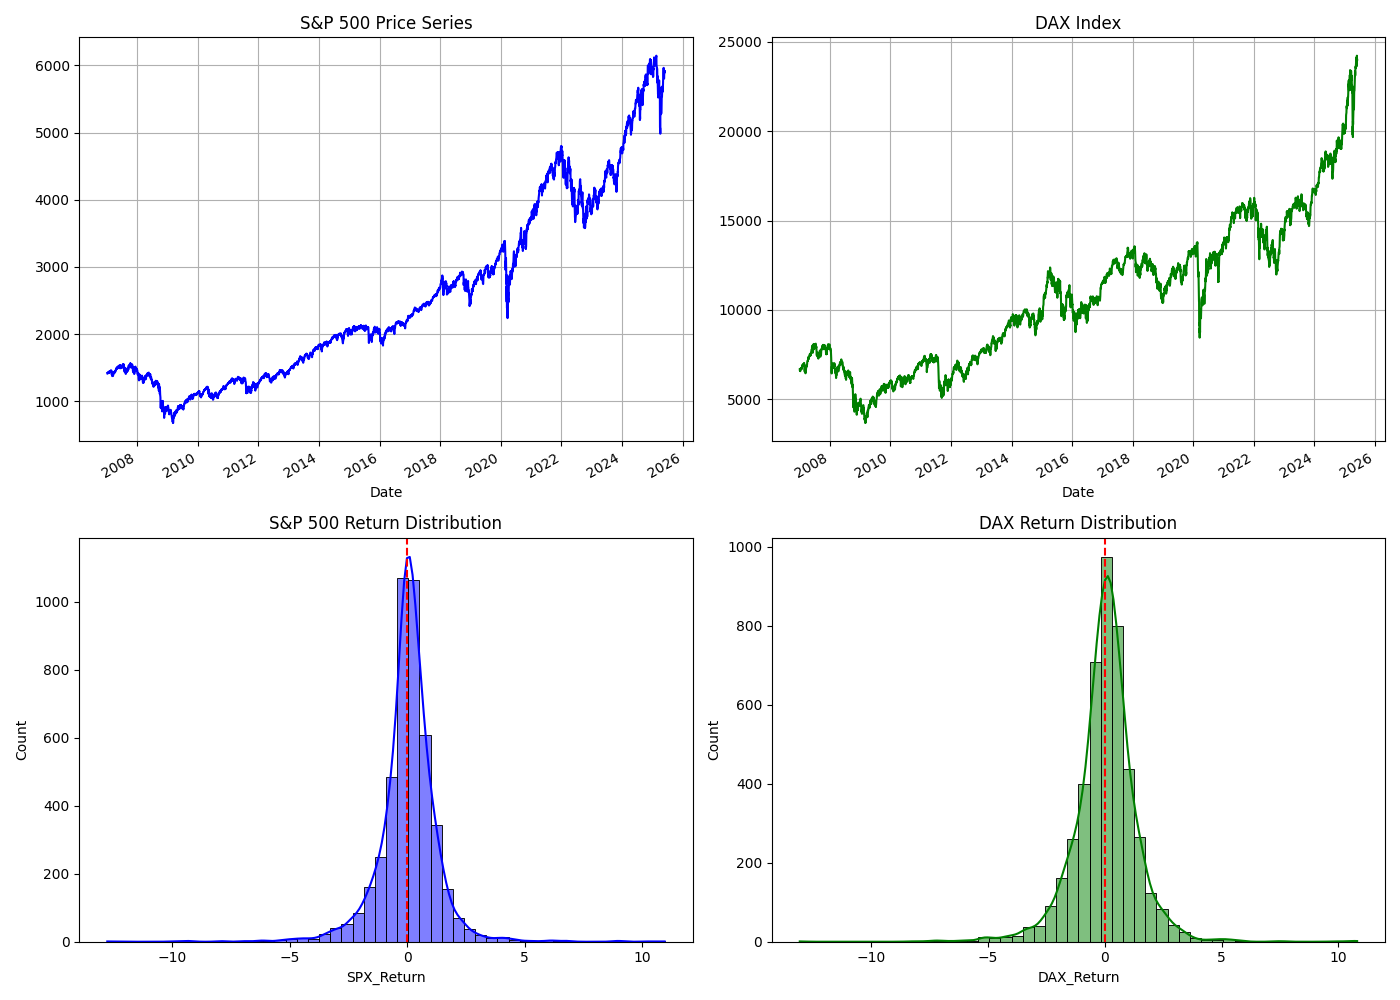 S&P 500 Price Series
6000
5000
4000
3000
2000
1000
2008 2010 2012 2014 2016 2018 2020 2022 2024 2026
Date
DAX Index
25000
20000
15000
10000
5000
2008 2010 2012 2014 2016 2018 2020 2022 2024 2026
Date
S&P 500 Return Distribution
Count
1000
800
600
400
200
0
−10 −5 0 5 10
SPX_Return
DAX Return Distribution
Count
1000
800
600
400
200
0
−10 −5 0 5 10
DAX_Return